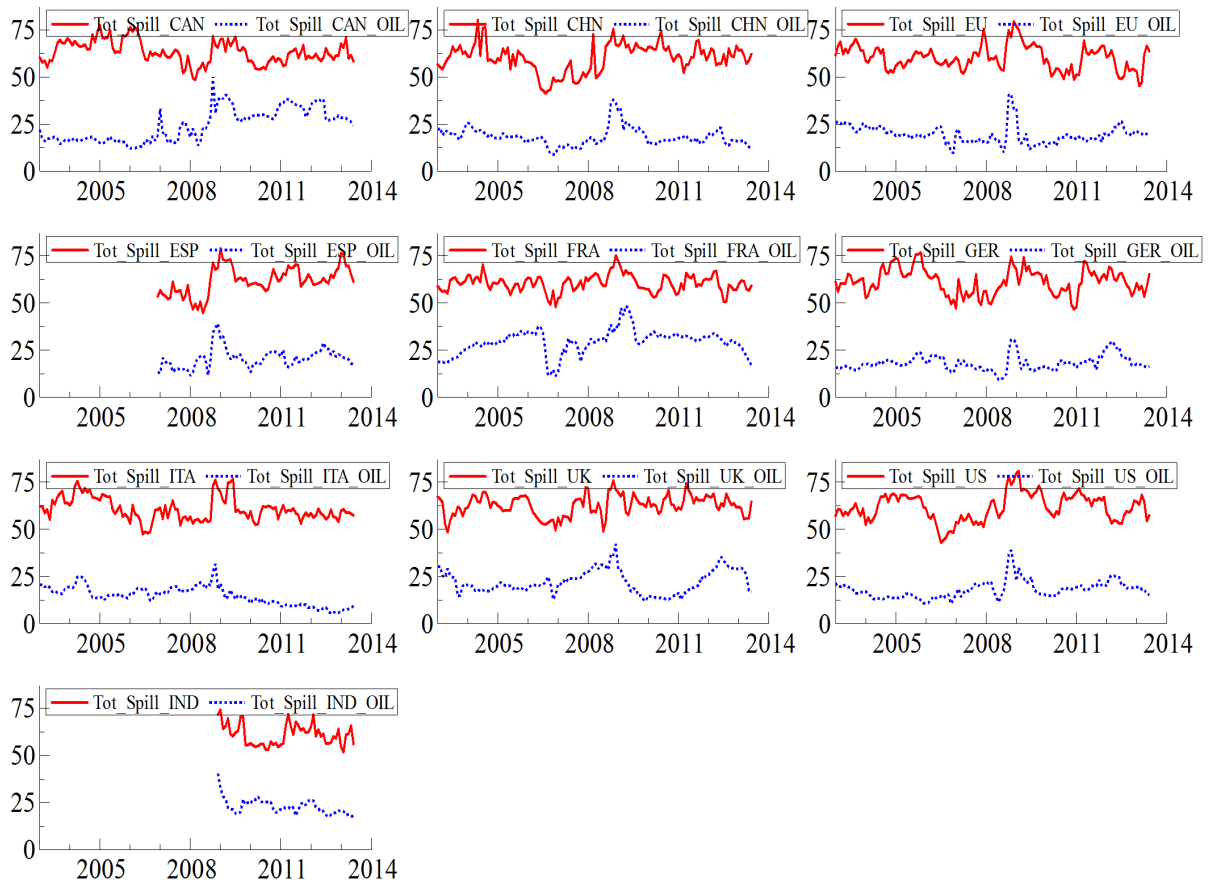 Tot_Spill_CAN Tot_Spill_CAN_OIL
75
50
25
0
2005 2008 2011 2014
Tot_Spill_CHN Tot_Spill_CHN_OIL
75
50
25
0
2005 2008 2011 2014
Tot_Spill_EU Tot_Spill_EU_OIL
75
50
25
0
2005 2008 2011 2014
Tot_Spill_ESP Tot_Spill_ESP_OIL
75
50
25
0
2005 2008 2011 2014
Tot_Spill_FRA Tot_Spill_FRA_OIL
75
50
25
0
2005 2008 2011 2014
Tot_Spill_GER Tot_Spill_GER_OIL
75
50
25
0
2005 2008 2011 2014
Tot_Spill_ITA Tot_Spill_ITA_OIL
75
50
25
0
2005 2008 2011 2014
Tot_Spill_UK Tot_Spill_UK_OIL
75
50
25
0
2005 2008 2011 2014
Tot_Spill_US Tot_Spill_US_OIL
75
50
25
0
2005 2008 2011 2014
Tot_Spill_IND Tot_Spill_IND_OIL
75
50
25
0
2005 2008 2011 2014